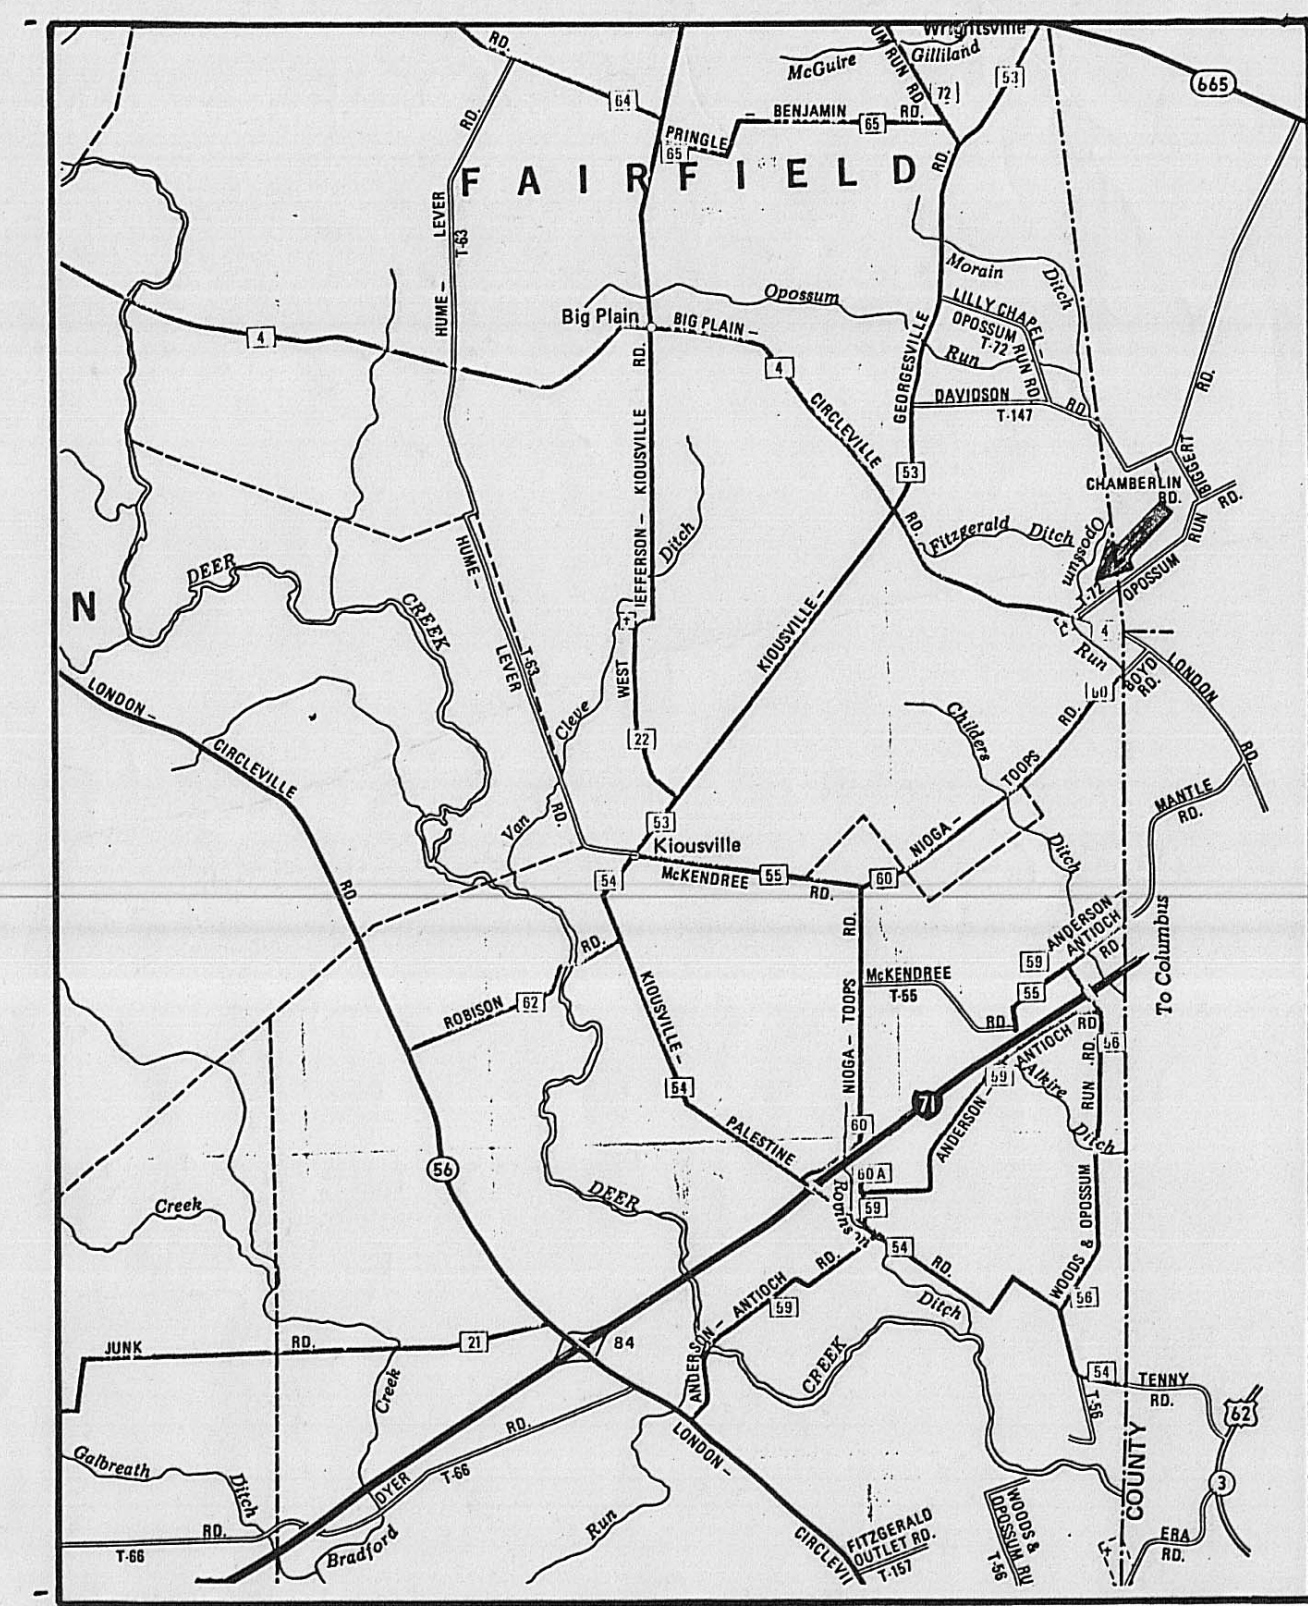 Wrightsville
RD.
McGuire
UM RUN RD.
Gilliland
53
665
64
72
RD.
BENJAMIN
65
RD.
PRINGLE
65
FAIRFIELD
RD.
HUME - LEVER
T-63
Morain
Ditch
Opossum
LILLY CHAPEL -
OPOSSUM RUN RD.
T-72
Big Plain
BIG PLAIN -
4
RD.
4
GEORGESVILLE
Run
RD.
DAVIDSON
RD.
T-147
CIRCLEVILLE
JEFFERSON - KIOUSVILLE
53
BIGGERT
CHAMBERLIN
RD.
RD.
Ditch
RD.
Fitzgerald
Ditch
Opossum
RUN
HUME -
DEER
T-72
OPOSSUM
N
CREEK
KIOUSVILLE -
4
Run
T-63
LEVER
WEST
BOYD
RD.
LONDON
LONDON -
60
RD.
Cleve
Childers
22
CIRCLEVILLE
TOOPS
RD.
MANTLE
RD.
RD.
Van
53
NIOGA -
Kiousville
Ditch
54
McKENDREE
55
RD.
60
RD.
ANDERSON -
ANTIOCH
RD
RD.
RD.
59
To Columbus
McKENDREE
T-55
55
KIOUSVILLE -
62
ROBISON
NIOGA - TOOPS
RD.
RD
ANTIOCH
56
RD.
59
Alkire
54
RUN
71
60
PALESTINE
ANDERSON -
Ditch
56
60A
DEER
Creek
59
WOODS & OPOSSUM
54
RD.
RD.
ANTIOCH
59
Ditch
56
JUNK
RD.
21
84
ANDERSON -
CREEK
54
TENNY
RD.
Creek
T-56
62
RD.
LONDON -
COUNTY
Galbreath
Ditch
DYER
T-66
3
WOODS &
OPOSSUM RU
T-56
RD.
T-66
Bradford
Run
CIRCLEVIL
FITZGERALD
OUTLET RD.
T-157
ERA
RD.